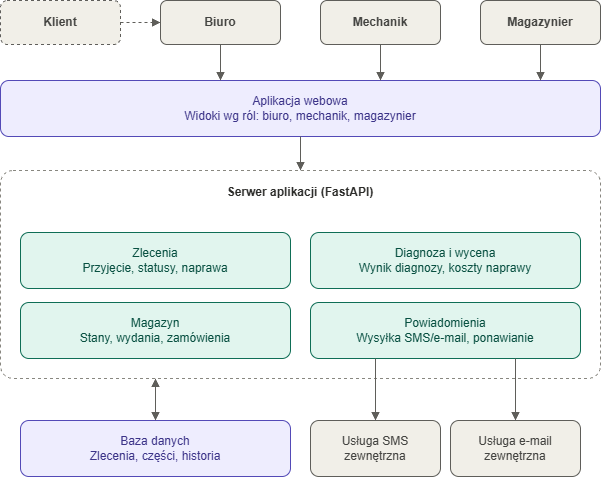 Klient
Biuro
Mechanik
Magazynier
Aplikacja webowa
Widoki wg ról: biuro, mechanik, magazynier
Serwer aplikacji (FastAPI)
Zlecenia
Przyjęcie, statusy, naprawa
Diagnoza i wycena
Wynik diagnozy, koszty naprawy
Magazyn
Stany, wydania, zamówienia
Powiadomienia
Wysyłka SMS/e-mail, ponawianie
Baza danych
Zlecenia, części, historia
Usługa SMS
zewnętrzna
Usługa e-mail
zewnętrzna